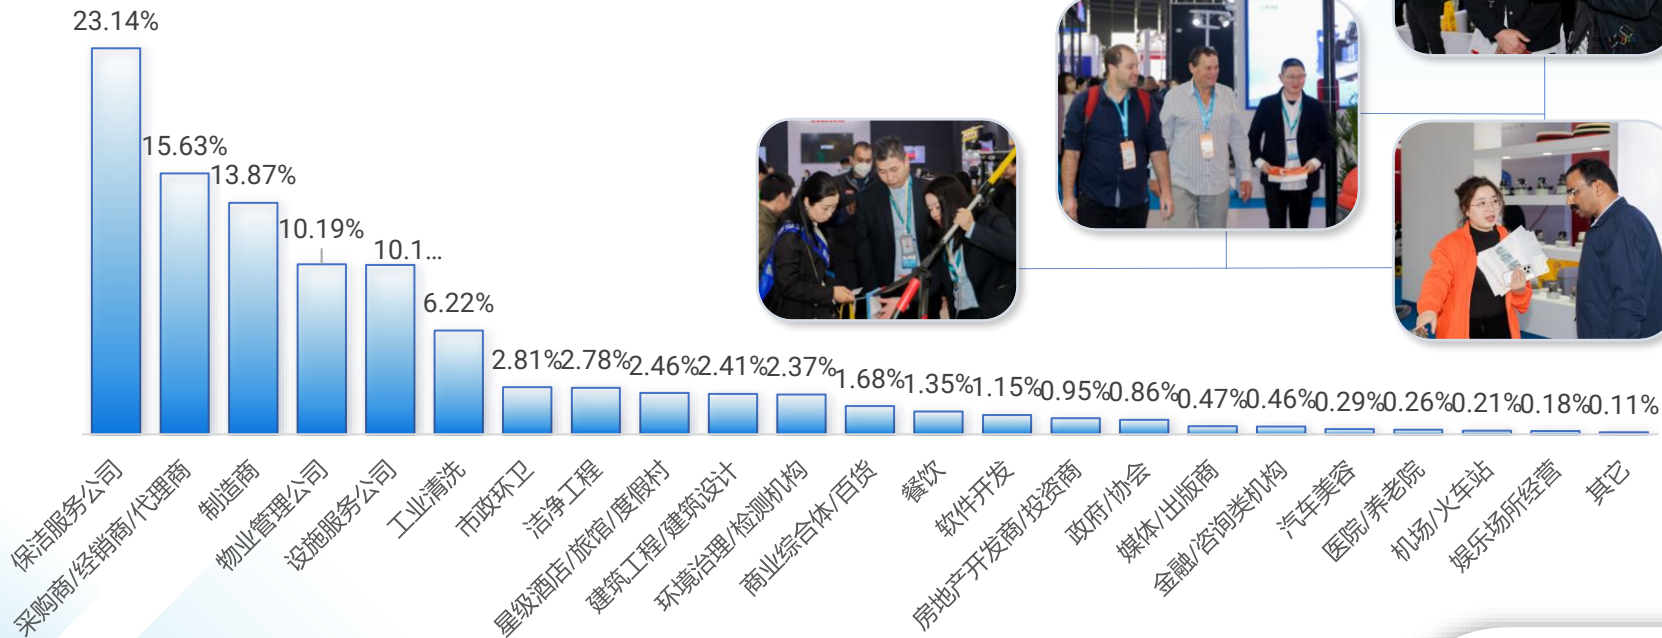 23.14%
15.63%
13.87%
10.19%
10.1...
6.22%
2.81%
2.78%
2.46%
2.41%
2.37%
1.68%
1.35%
1.15%
0.95%
0.86%
0.47%
0.46%
0.29%
0.26%
0.21%
0.18%
0.11%
保洁服务公司
采购商/经销商/代理商
制造商
物业管理公司
设施服务公司
工业清洗
市政环卫
洁净工程
星级酒店/旅馆/度假村
建筑工程/建筑设计
环境治理/检测机构
商业综合体/百货
餐饮
软件开发
房地产开发商/投资商
政府/协会
媒体/出版商
金融/咨询类机构
汽车美容
医院/养老院
机场/火车站
娱乐场所经营
其它